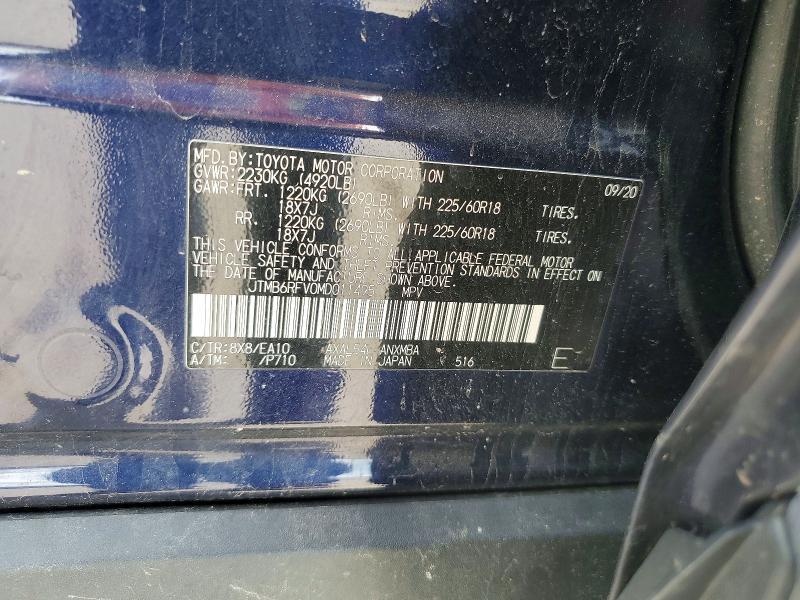 MFD. BY: TOYOTA MOTOR CORPORATION 09/20
GVWR: 2230KG (4920LB)
GAWR: FRT. 1220KG (2690LB) WITH 225/60R18 TIRES.
18X7J RIMS.
RR. 1220KG (2690LB) WITH 225/60R18 TIRES.
18X7J RIMS.
THIS VEHICLE CONFORMS TO ALL APPLICABLE FEDERAL MOTOR
VEHICLE SAFETY AND THEFT PREVENTION STANDARDS IN EFFECT ON
THE DATE OF MANUFACTURE SHOWN ABOVE.
MPV
C/TR: 8X8/EA10 ANXMBA
A/TM: /P710 MADE IN JAPAN 516 E